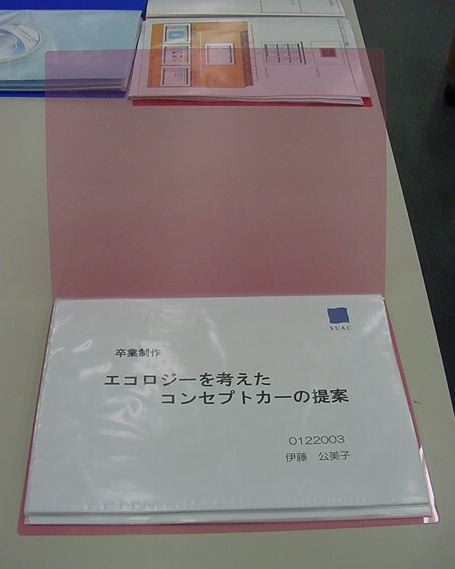 SUAC
卒業制作
エコロジーを考えた
コンセプトカーの提案
0122003
伊藤 公美子